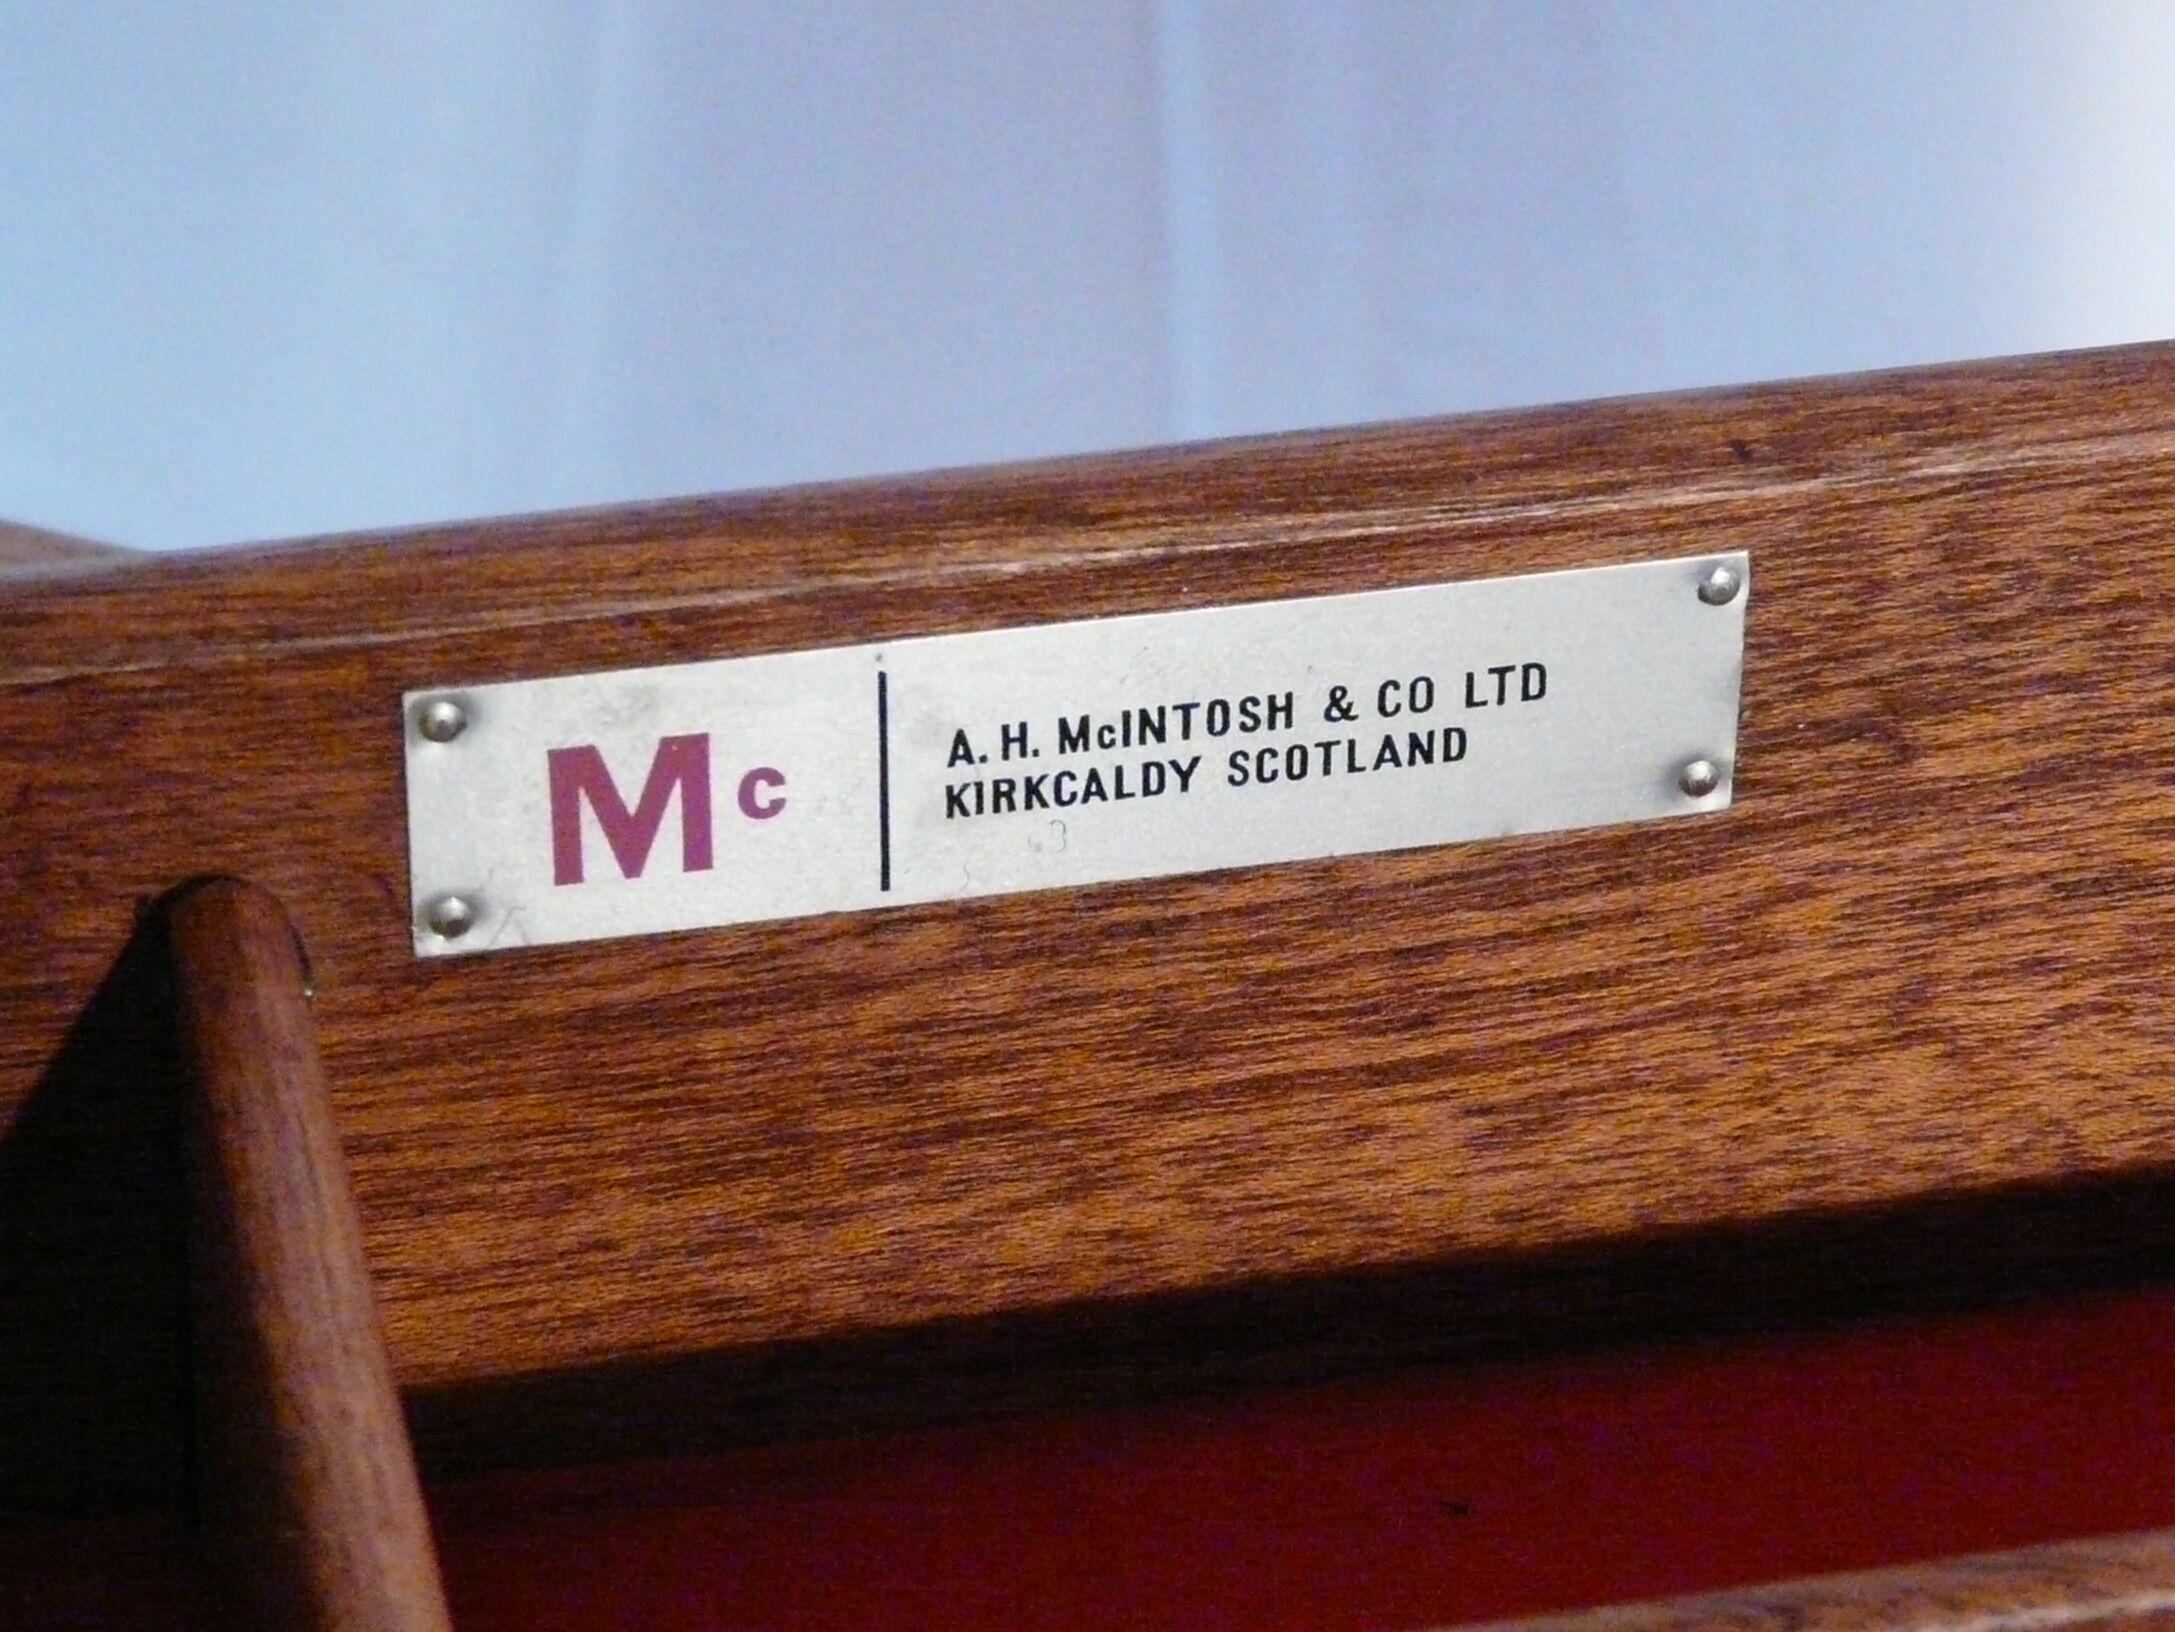 Mc
A. H. McINTOSH & CO LTD
KIRKCALDY SCOTLAND